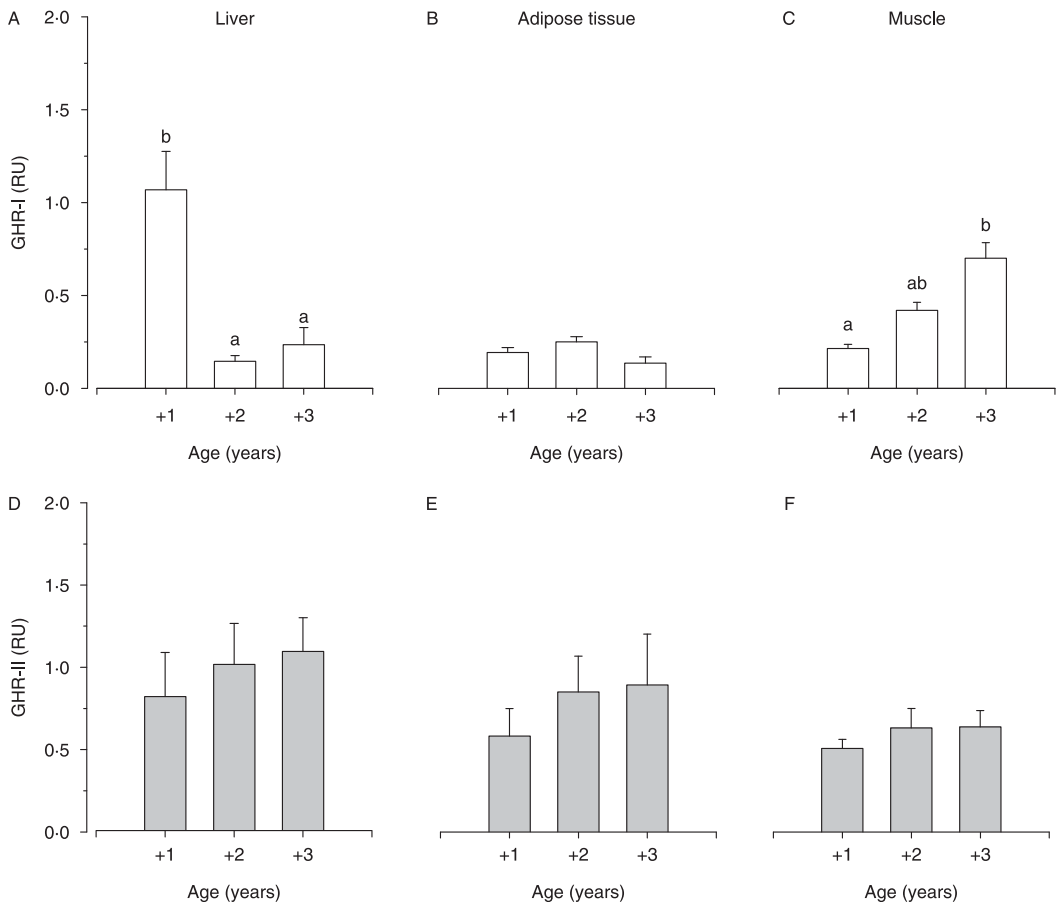 A Liver B Adipose tissue C Muscle
2·0
1·5
1·0
0·5
0·0
GHR-I (RU)
b a a
a ab b
+1 +2 +3 +1 +2 +3 +1 +2 +3
Age (years) Age (years) Age (years)
D E F
2·0
1·5
1·0
0·5
0·0
GHR-II (RU)
+1 +2 +3 +1 +2 +3 +1 +2 +3
Age (years) Age (years) Age (years)